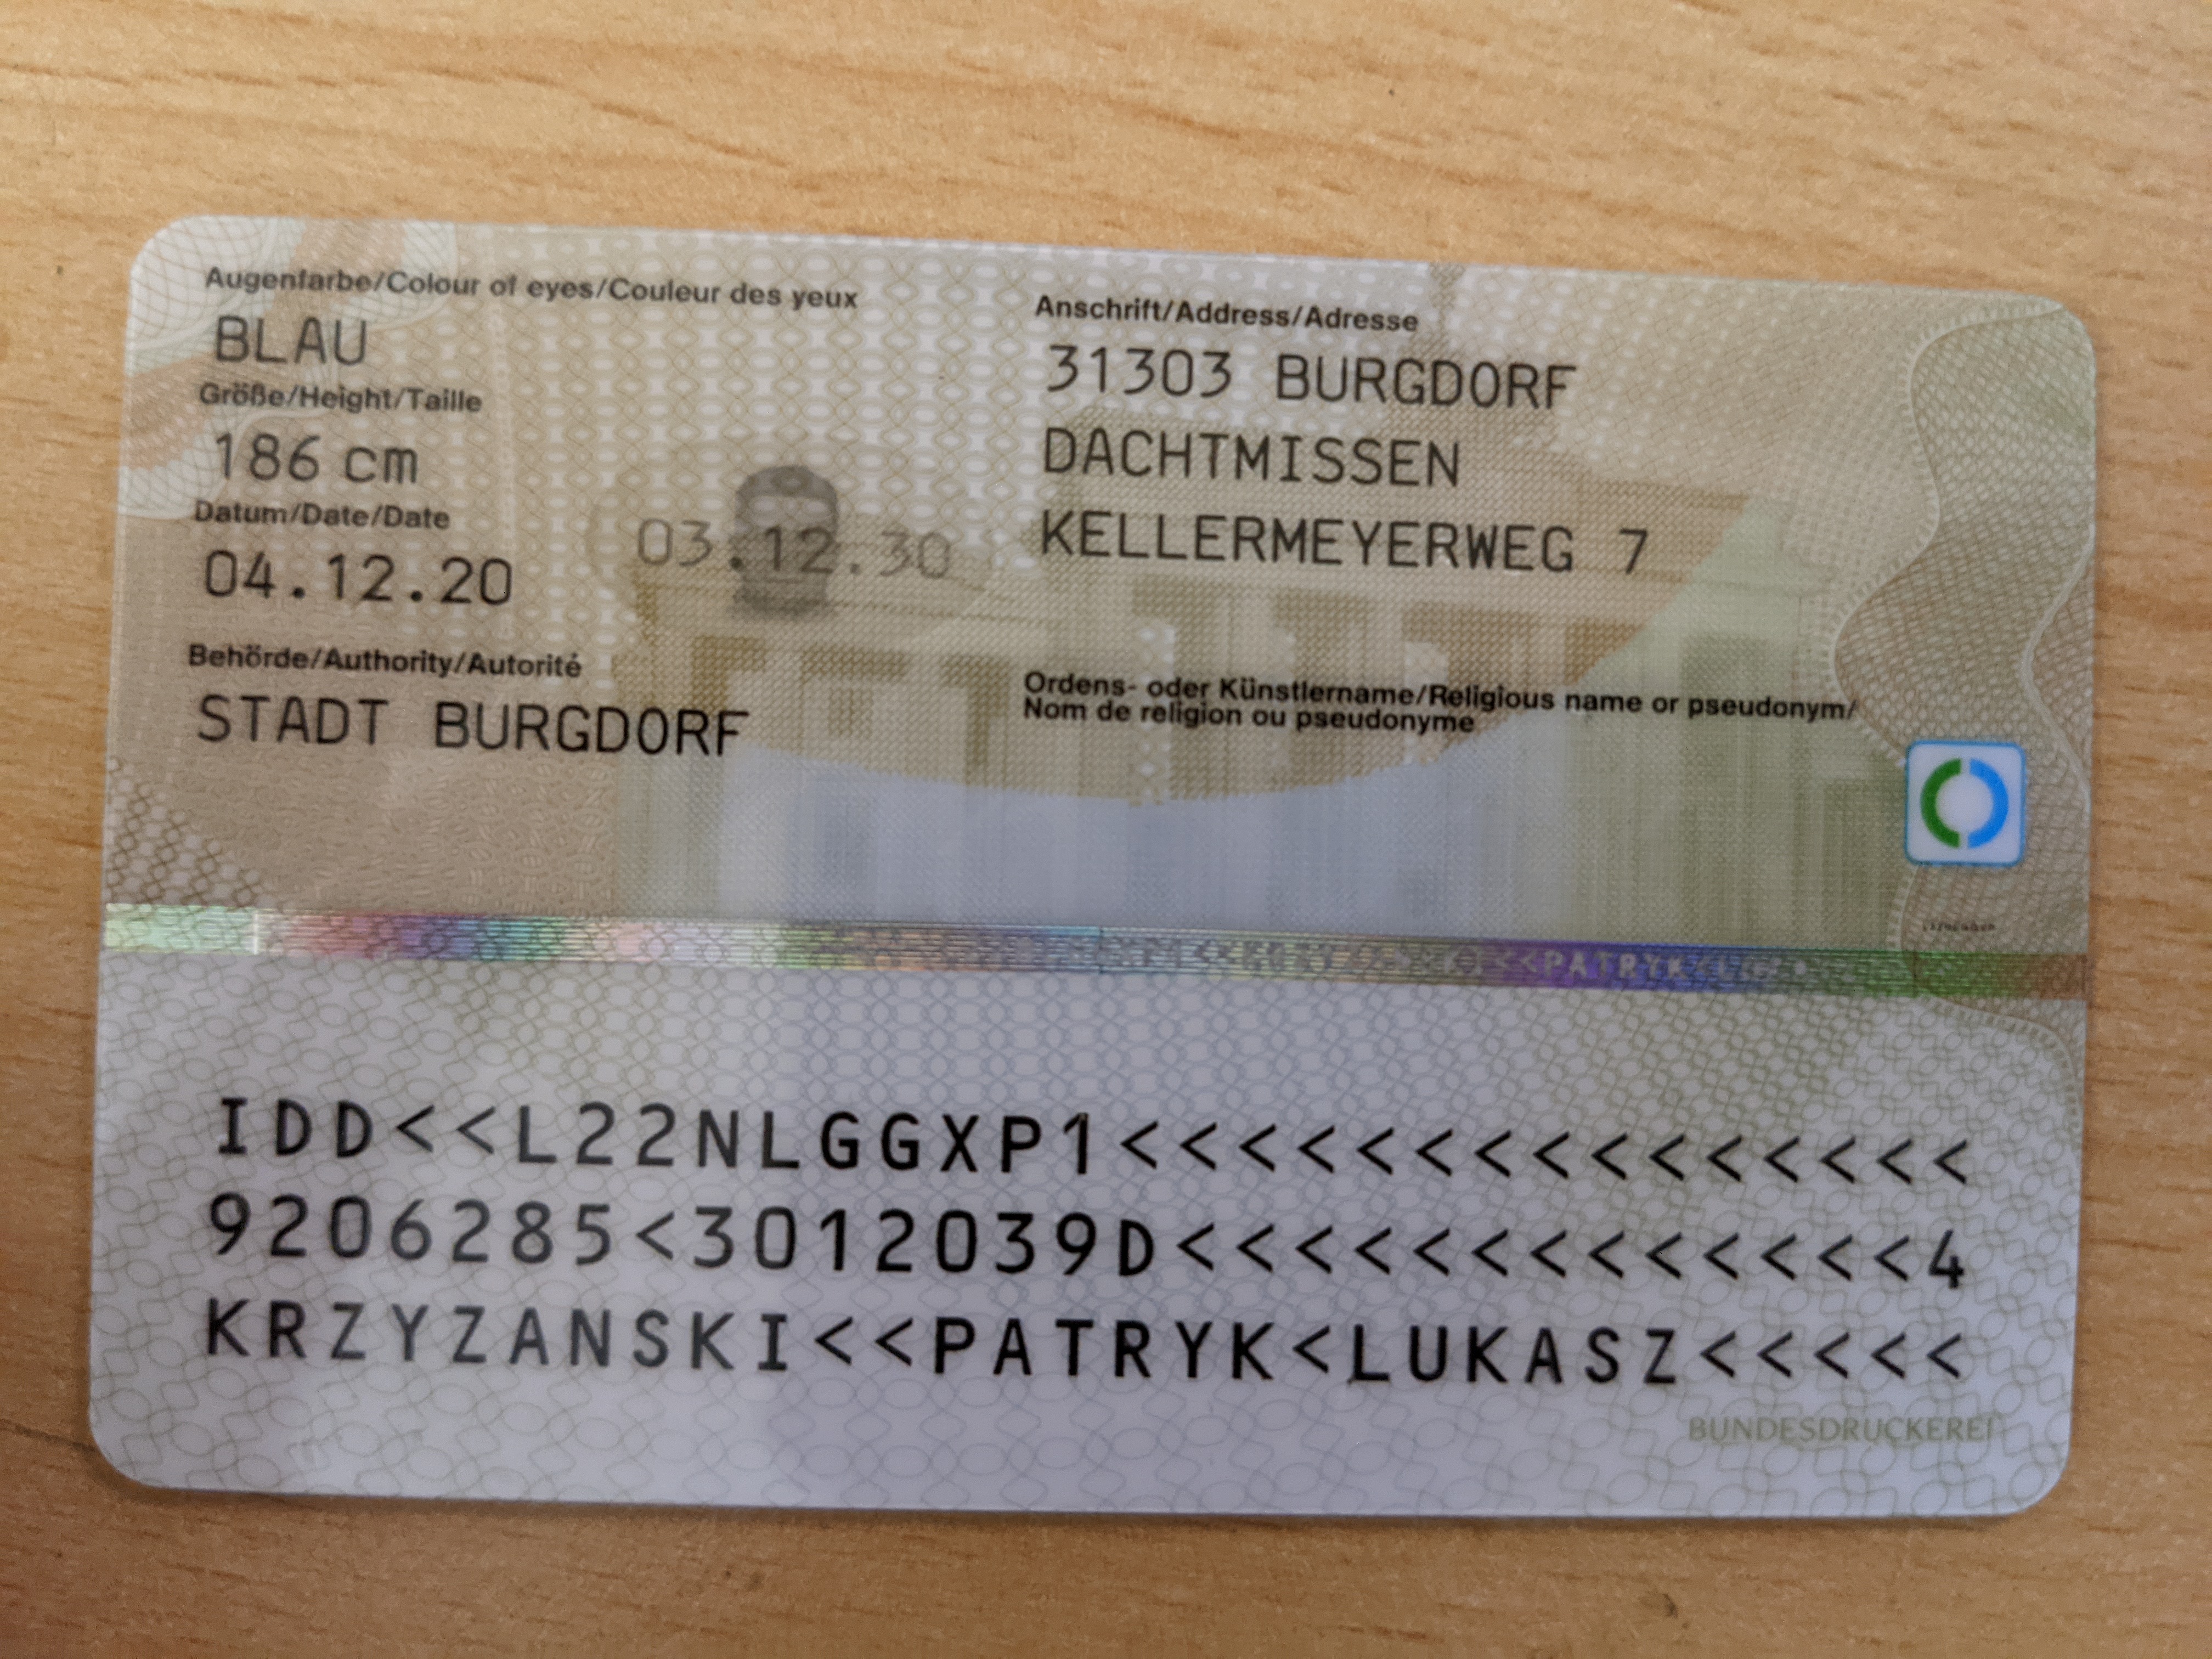 Augenfarbe/Colour of eyes/Couleur des yeux
BLAU
Größe/Height/Taille
186 cm
Datum/Date/Date
04.12.20
03.12.30
Behörde/Authority/Autorité
STADT BURGDORF
Anschrift/Address/Adresse
31303 BURGDORF
DACHTMISSEN
KELLERMEYERWEG 7
Ordens- oder Künstlername/Religious name or pseudonym/
Nom de religion ou pseudonyme
<<PATRYK<
IDD<<L22NLGGXP1<<<<<<<<<<<<<<<
9206285<3012039D<<<<<<<<<<<<<4
KRZYZANSKI<<PATRYK<LUKASZ<<<<<
BUNDESDRUCKEREI